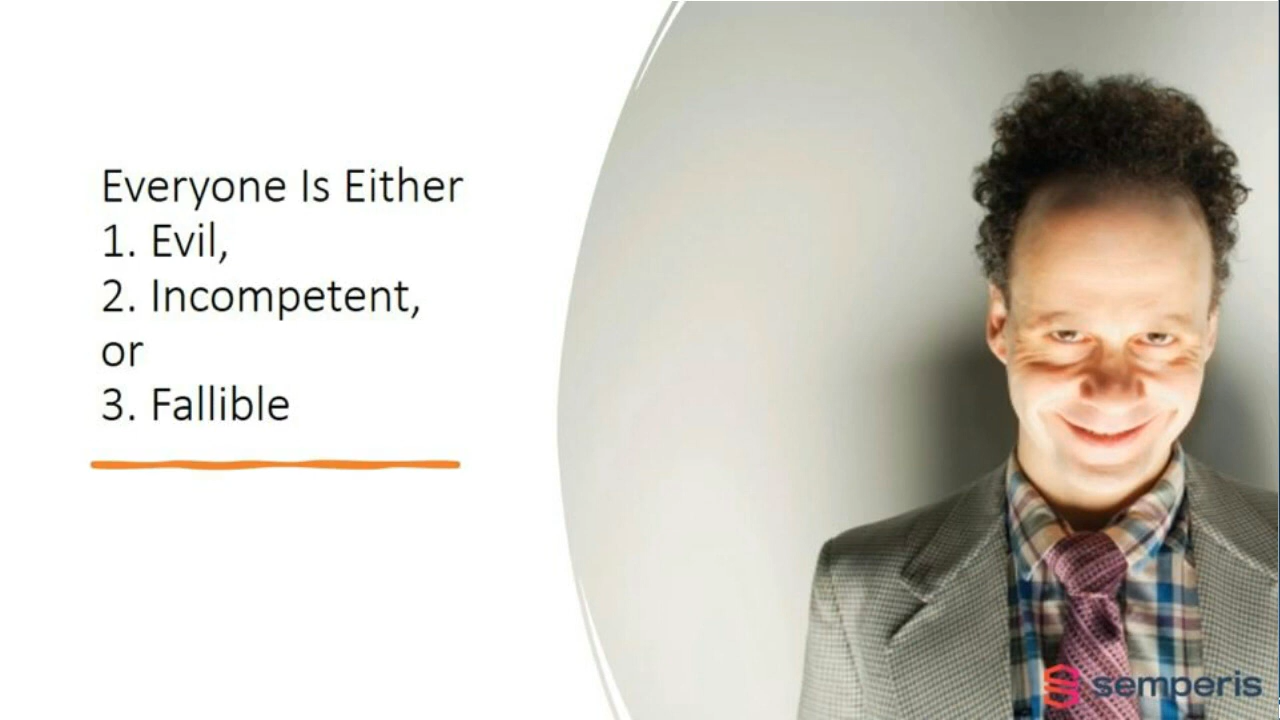 Everyone Is Either
1. Evil,
2. Incompetent,
or
3. Fallible
semperis